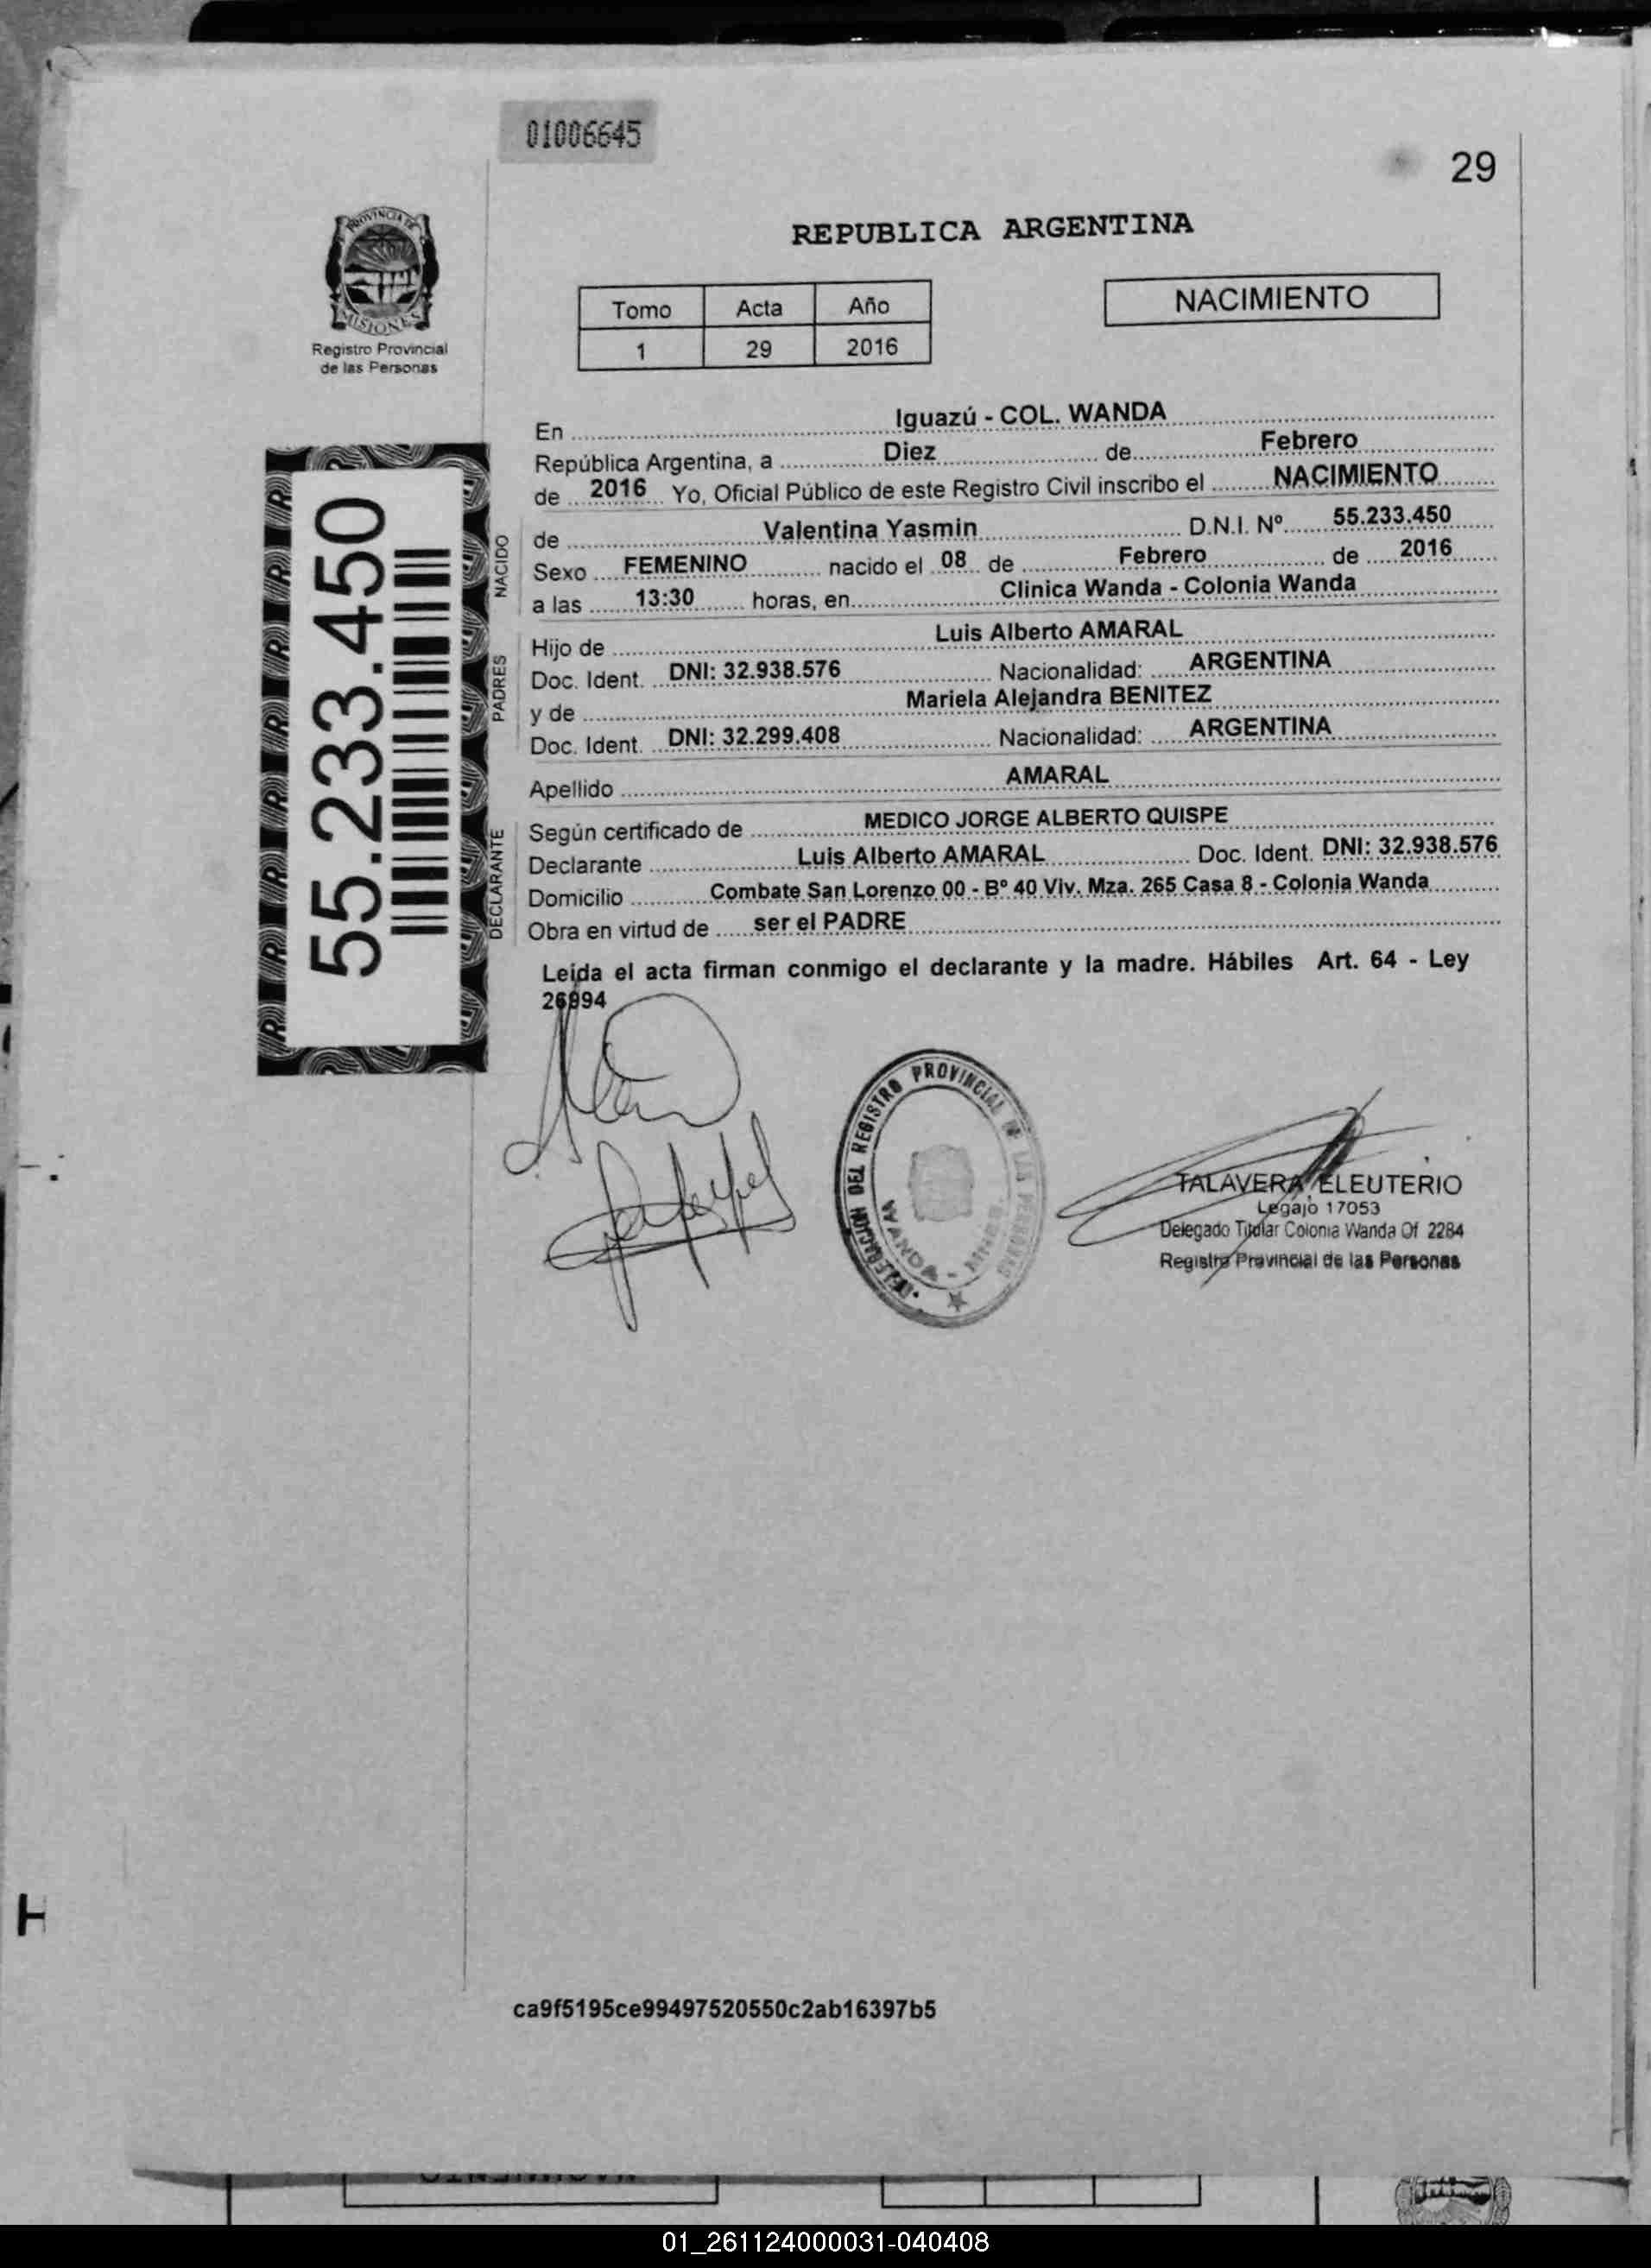 01006645
29
PROVINCIA DE
MISIONES
Registro Provincial
de las Personas
REPUBLICA ARGENTINA
Tomo Acta Año
1 29 2016
NACIMIENTO
55.233.450
NACIDO
PADRES
DECLARANTE
En Iguazú - COL. WANDA
República Argentina, a Diez de Febrero
de 2016 Yo, Oficial Público de este Registro Civil inscribo el NACIMIENTO
de Valentina Yasmin D.N.I. Nº 55.233.450
Sexo FEMENINO nacido el 08 de Febrero de 2016
a las 13:30 horas, en Clinica Wanda - Colonia Wanda
Hijo de Luis Alberto AMARAL
Doc. Ident. DNI: 32.938.576 Nacionalidad: ARGENTINA
y de Mariela Alejandra BENITEZ
Doc. Ident. DNI: 32.299.408 Nacionalidad: ARGENTINA
Apellido AMARAL
Según certificado de MEDICO JORGE ALBERTO QUISPE
Declarante Luis Alberto AMARAL Doc. Ident. DNI: 32.938.576
Domicilio Combate San Lorenzo 00 - Bº 40 Viv. Mza. 265 Casa 8 - Colonia Wanda
Obra en virtud de ser el PADRE
Leída el acta firman conmigo el declarante y la madre. Hábiles Art. 64 - Ley
26994
DELEGACION DEL REGISTRO PROVINCIAL DE LAS PERSONAS
WANDA - MNES.
TALAVERA, ELEUTERIO
Legajo 17053
Delegado Titular Colonia Wanda Of 2284
Registro Provincial de las Personas
H
ca9f5195ce99497520550c2ab16397b5
01_261124000031-040408